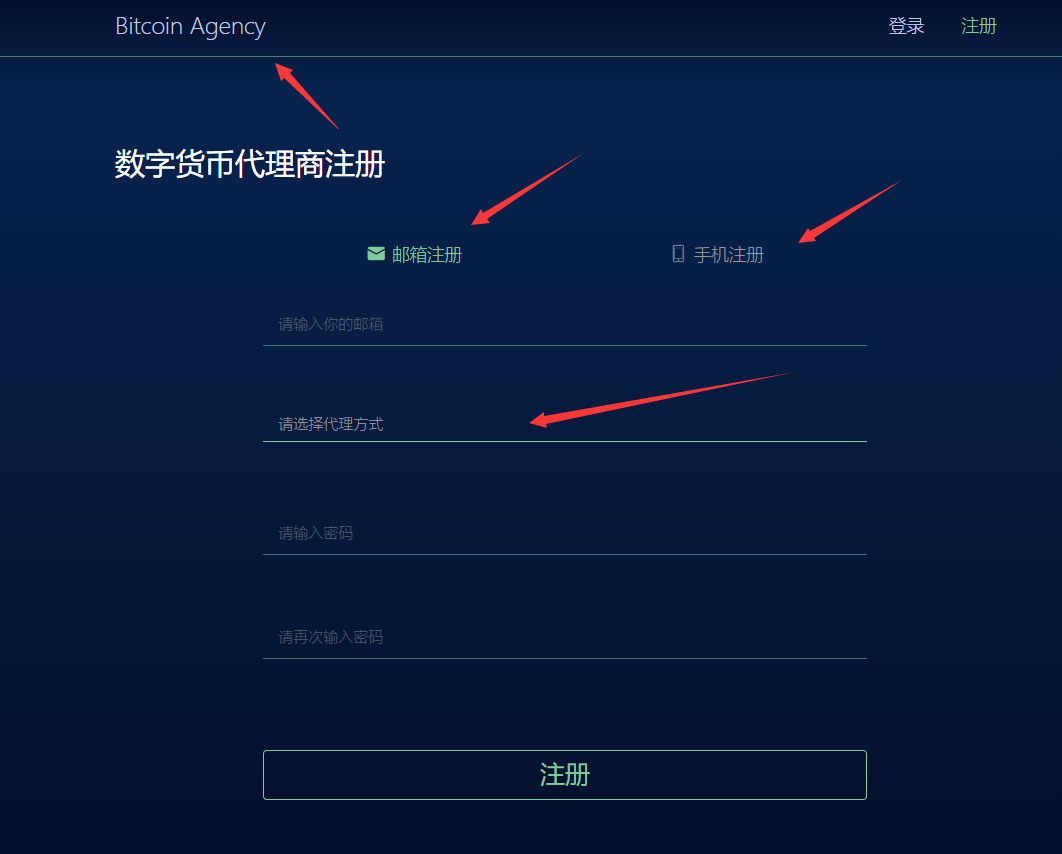 Bitcoin Agency 登录 注册
数字货币代理商注册
邮箱注册 手机注册
请输入你的邮箱
请选择代理方式
请输入密码
请再次输入密码
注册